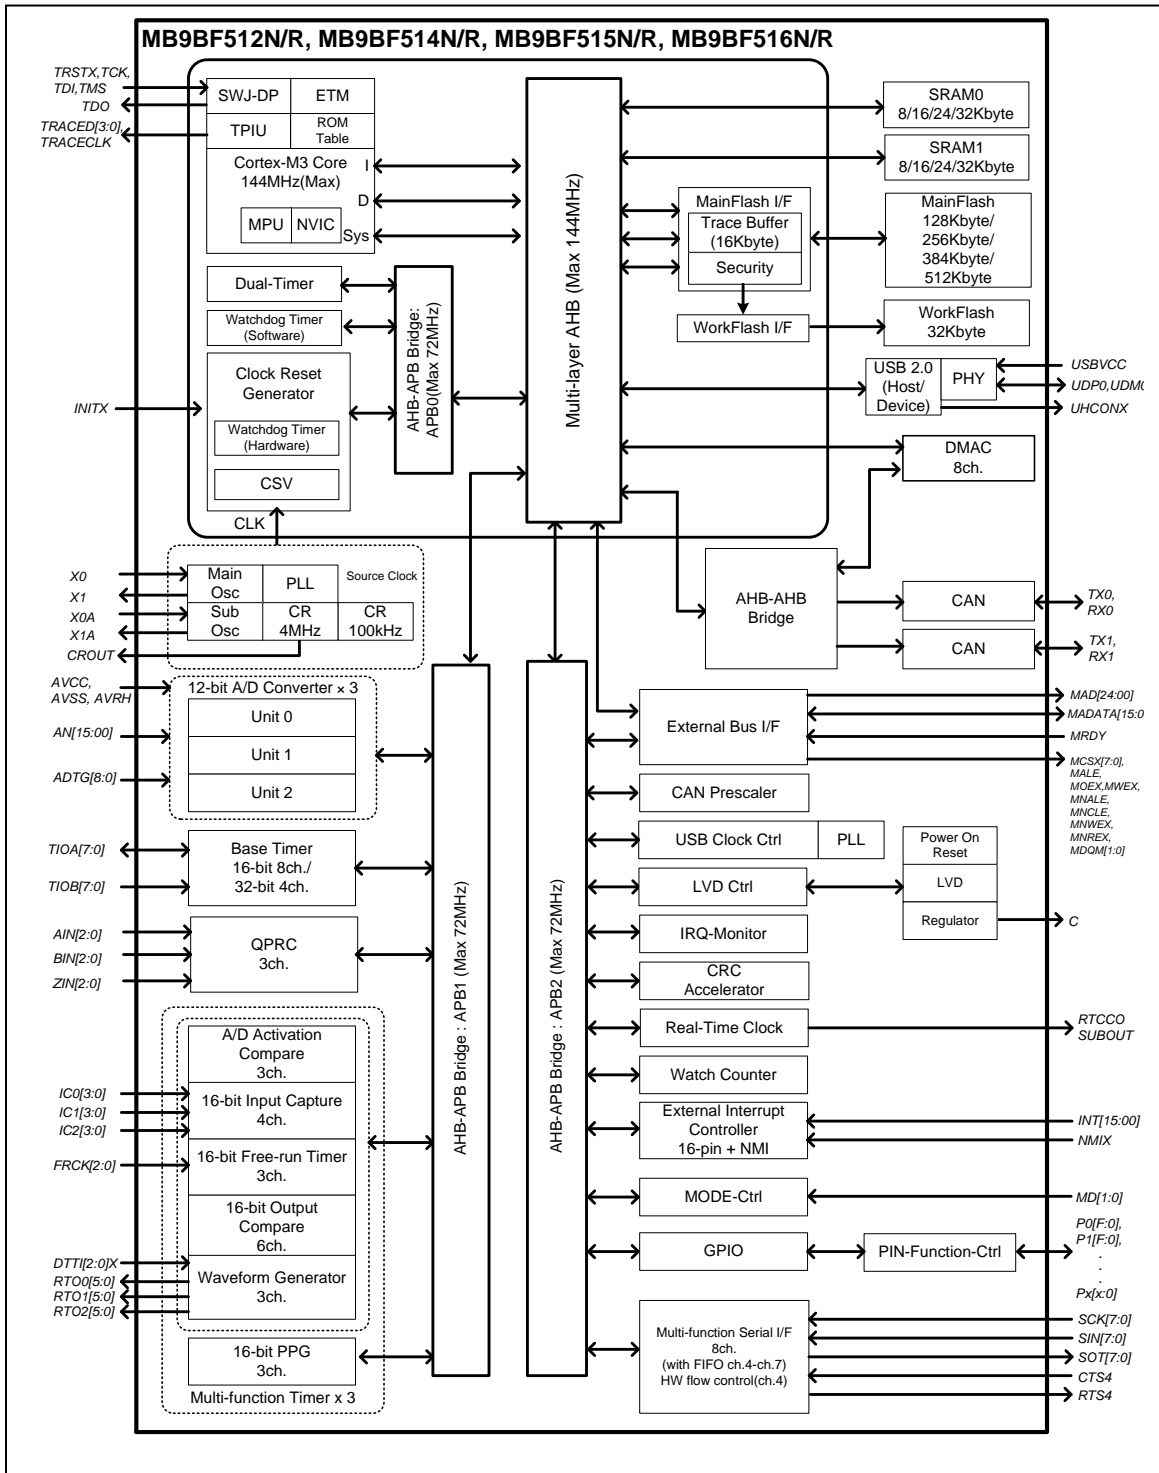 MB9BF512N/R, MB9BF514N/R, MB9BF515N/R, MB9BF516N/R
TRSTX,TCK,
TDI,TMS
TDO
TRACED[3:0],
TRACECLK
SWJ-DP
ETM
TPIU
ROM
Table
Cortex-M3 Core
144MHz(Max)
I
D
Sys
MPU
NVIC
Dual-Timer
Watchdog Timer
(Software)
Clock Reset
Generator
Watchdog Timer
(Hardware)
CSV
CLK
INITX
AHB-APB Bridge:
APB0(Max 72MHz)
Multi-layer AHB (Max 144MHz)
MainFlash I/F
Trace Buffer
(16Kbyte)
Security
WorkFlash I/F
SRAM0
8/16/24/32Kbyte
SRAM1
8/16/24/32Kbyte
MainFlash
128Kbyte/
256Kbyte/
384Kbyte/
512Kbyte
WorkFlash
32Kbyte
USB 2.0
(Host/
Device)
PHY
USBVCC
UDP0,UDM0
UHCONX
DMAC
8ch.
AHB-AHB
Bridge
CAN
TX0,
RX0
CAN
TX1,
RX1
X0
X1
X0A
X1A
CROUT
Main
Osc
PLL
Source Clock
Sub
Osc
CR
4MHz
CR
100kHz
AVCC,
AVSS, AVRH
AN[15:00]
ADTG[8:0]
12-bit A/D Converter × 3
Unit 0
Unit 1
Unit 2
TIOA[7:0]
TIOB[7:0]
Base Timer
16-bit 8ch./
32-bit 4ch.
AIN[2:0]
BIN[2:0]
ZIN[2:0]
QPRC
3ch.
A/D Activation
Compare
3ch.
IC0[3:0]
IC1[3:0]
IC2[3:0]
16-bit Input Capture
4ch.
FRCK[2:0]
16-bit Free-run Timer
3ch.
16-bit Output
Compare
6ch.
DTTI[2:0]X
RTO0[5:0]
RTO1[5:0]
RTO2[5:0]
Waveform Generator
3ch.
16-bit PPG
3ch.
Multi-function Timer x 3
AHB-APB Bridge : APB1 (Max 72MHz)
AHB-APB Bridge : APB2 (Max 72MHz)
External Bus I/F
MAD[24:00]
MADATA[15:0
MRDY
MCSX[7:0],
MALE,
MOEX,MWEX,
MNALE,
MNCLE,
MNWEX,
MNREX,
MDQM[1:0]
CAN Prescaler
USB Clock Ctrl
PLL
Power On
Reset
LVD Ctrl
LVD
Regulator
C
IRQ-Monitor
CRC
Accelerator
Real-Time Clock
RTCCO
SUBOUT
Watch Counter
External Interrupt
Controller
16-pin + NMI
INT[15:00]
NMIX
MODE-Ctrl
MD[1:0]
GPIO
PIN-Function-Ctrl
P0[F:0],
P1[F:0],
.
.
.
Px[x:0]
Multi-function Serial I/F
8ch.
(with FIFO ch.4-ch.7)
HW flow control(ch.4)
SCK[7:0]
SIN[7:0]
SOT[7:0]
CTS4
RTS4